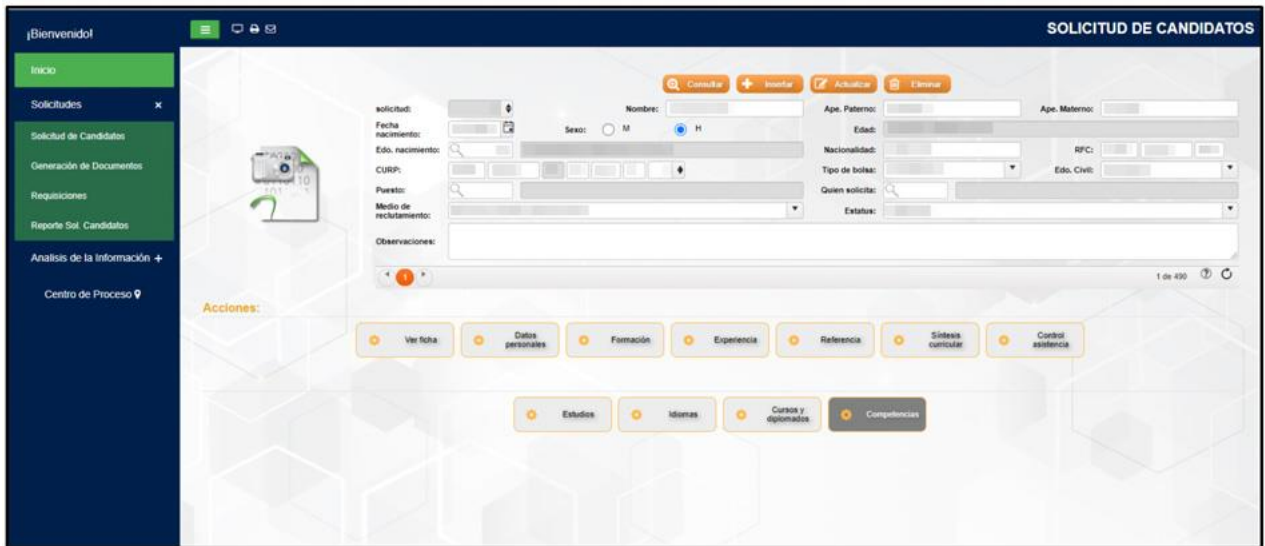 ¡Bienvenido!
SOLICITUD DE CANDIDATOS
Inicio
Solicitudes ×
Solicitud de Candidatos
Generación de Documentos
Requisiciones
Reporte Sol. Candidatos
Analisis de la Información +
Centro de Proceso
Consultar Insertar Actualizar Eliminar
solicitud: Nombre: Ape. Paterno: Ape. Materno:
Fecha nacimiento: Sexo: M H Edad:
Edo. nacimiento: Nacionalidad: RFC:
CURP: Tipo de bolsa: Edo. Civil:
Puesto: Quien solicita:
Medio de reclutamiento: Estatus:
Observaciones:
1 1 de 490
Acciones:
Ver ficha Datos personales Formación Experiencia Referencia Síntesis curricular Control asistencia
Estudios Idiomas Cursos y diplomados Competencias